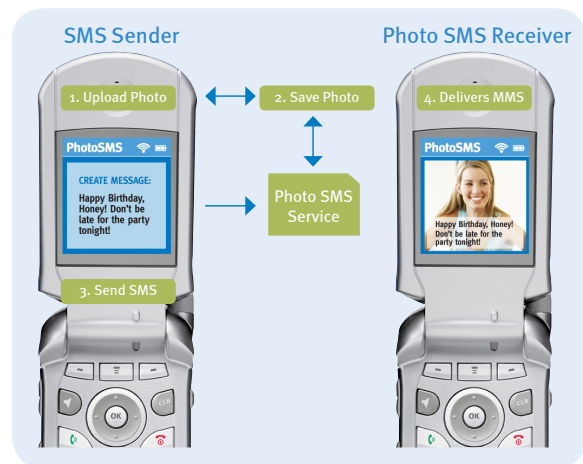 SMS Sender
Photo SMS Receiver
1. Upload Photo
2. Save Photo
4. Delivers MMS
PhotoSMS
CREATE MESSAGE:
Happy Birthday,
Honey! Don't be
late for the party
tonight!
Photo SMS
Service
PhotoSMS
Happy Birthday, Honey!
Don't be late for the
party tonight!
3. Send SMS
OK
CLR
OK
CLR